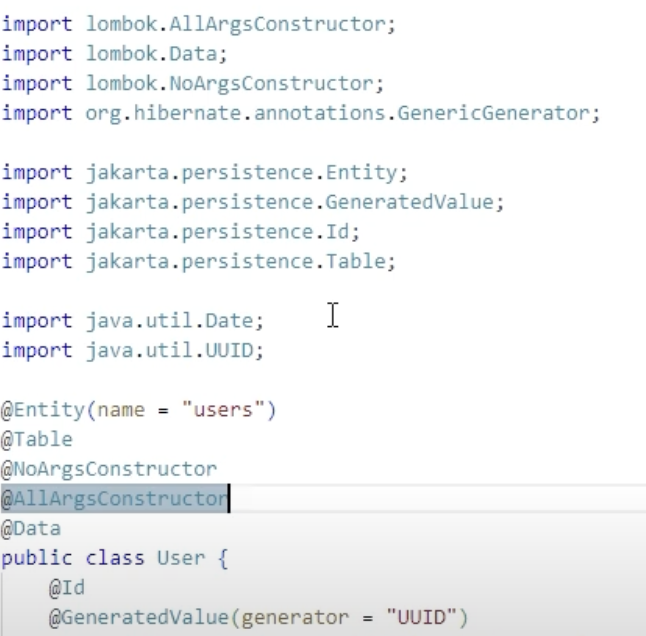 import lombok.AllArgsConstructor;
import lombok.Data;
import lombok.NoArgsConstructor;
import org.hibernate.annotations.GenericGenerator;
import jakarta.persistence.Entity;
import jakarta.persistence.GeneratedValue;
import jakarta.persistence.Id;
import jakarta.persistence.Table;
import java.util.Date;
import java.util.UUID;
@Entity(name = "users")
@Table
@NoArgsConstructor
@AllArgsConstructor
@Data
public class User {
@Id
@GeneratedValue(generator = "UUID")